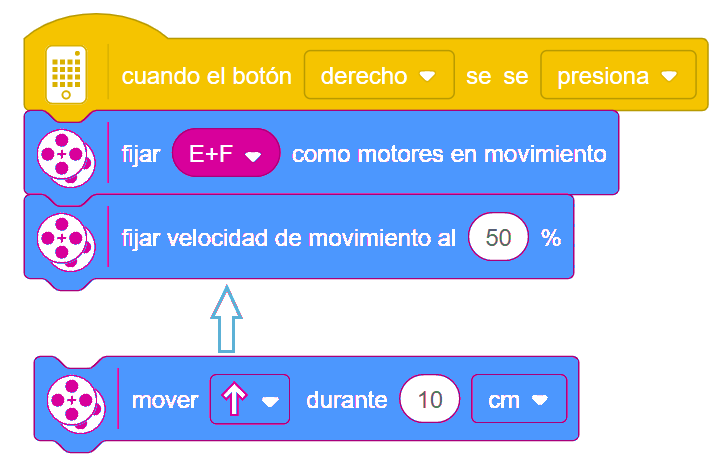 cuando el botón derecho se se presiona
fijar E+F como motores en movimiento
fijar velocidad de movimiento al 50 %
mover durante 10 cm